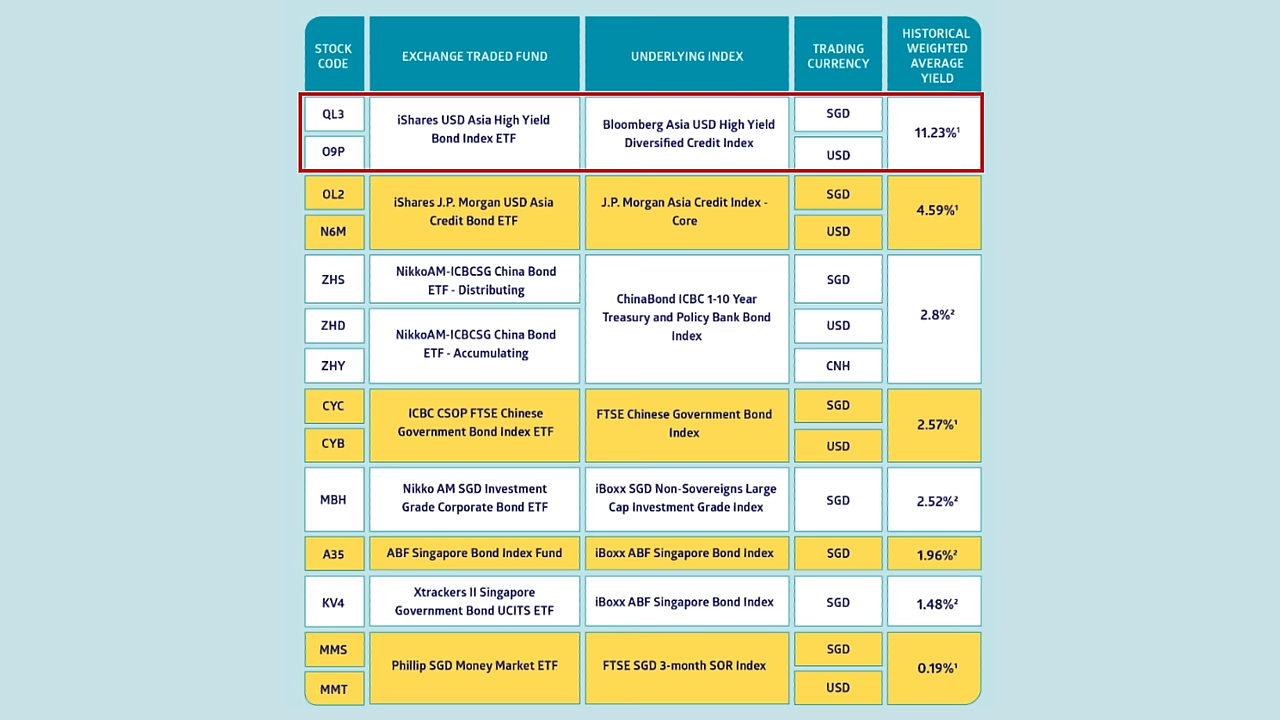 STOCK
CODE
EXCHANGE TRADED FUND
UNDERLYING INDEX
TRADING
CURRENCY
HISTORICAL
WEIGHTED
AVERAGE
YIELD
QL3
O9P
iShares USD Asia High Yield
Bond Index ETF
Bloomberg Asia USD High Yield
Diversified Credit Index
SGD
USD
11.23%¹
OL2
N6M
iShares J.P. Morgan USD Asia
Credit Bond ETF
J.P. Morgan Asia Credit Index -
Core
SGD
USD
4.59%¹
ZHS
ZHD
ZHY
NikkoAM-ICBCSG China Bond
ETF - Distributing
NikkoAM-ICBCSG China Bond
ETF - Accumulating
ChinaBond ICBC 1-10 Year
Treasury and Policy Bank Bond
Index
SGD
USD
CNH
2.8%²
CYC
CYB
ICBC CSOP FTSE Chinese
Government Bond Index ETF
FTSE Chinese Government Bond
Index
SGD
USD
2.57%¹
MBH
Nikko AM SGD Investment
Grade Corporate Bond ETF
iBoxx SGD Non-Sovereigns Large
Cap Investment Grade Index
SGD
2.52%²
A35
ABF Singapore Bond Index Fund
iBoxx ABF Singapore Bond Index
SGD
1.96%²
KV4
Xtrackers II Singapore
Government Bond UCITS ETF
iBoxx ABF Singapore Bond Index
SGD
1.48%²
MMS
MMT
Phillip SGD Money Market ETF
FTSE SGD 3-month SOR Index
SGD
USD
0.19%¹